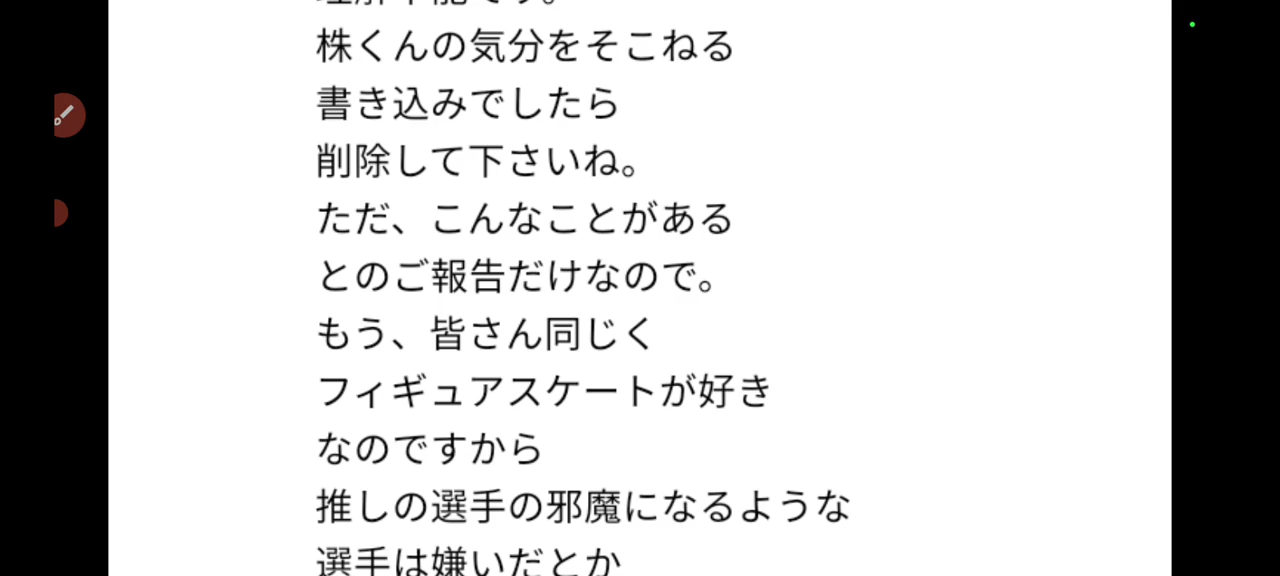 株くんの気分をそこねる
書き込みでしたら
削除して下さいね。
ただ、こんなことがある
とのご報告だけなので。
もう、皆さん同じく
フィギュアスケートが好き
なのですから
推しの選手の邪魔になるような
選手は嫌いだとか